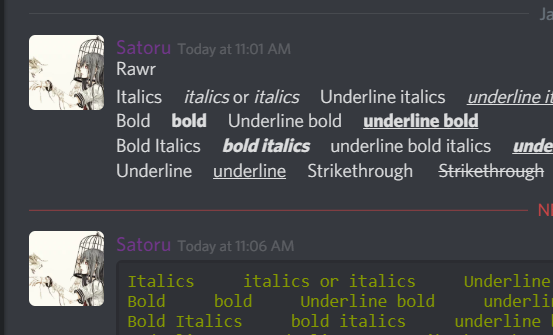 Ja
Satoru Today at 11:01 AM
Rawr
Italics italics or italics Underline italics underline it
Bold bold Underline bold underline bold
Bold Italics bold italics underline bold italics unde
Underline underline Strikethrough Strikethrough
NE
Satoru Today at 11:06 AM
Italics italics or italics Underline
Bold bold Underline bold underlin
Bold Italics bold italics underline b